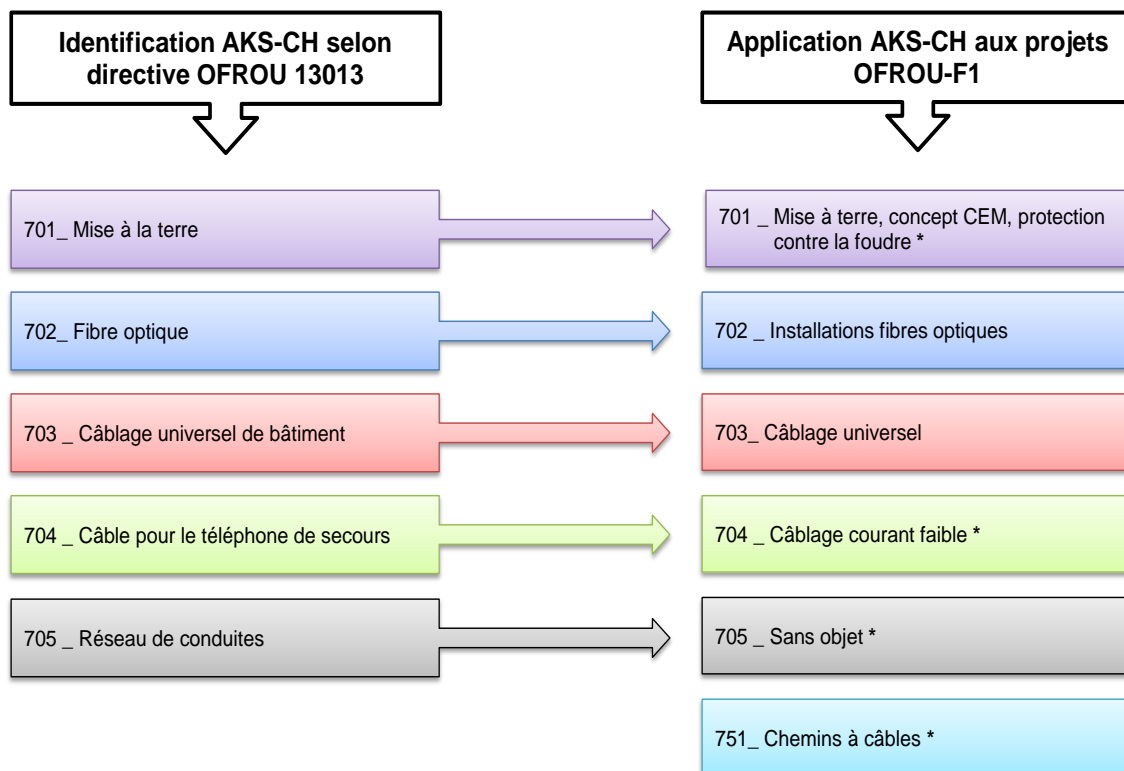 Identification AKS-CH selon
directive OFROU 13013
Application AKS-CH aux projets
OFROU-F1
701_ Mise à la terre
701 _ Mise à terre, concept CEM, protection
contre la foudre *
702_ Fibre optique
702 _ Installations fibres optiques
703 _ Câblage universel de bâtiment
703_ Câblage universel
704 _ Câble pour le téléphone de secours
704 _ Câblage courant faible *
705 _ Réseau de conduites
705 _ Sans objet *
751_ Chemins à câbles *